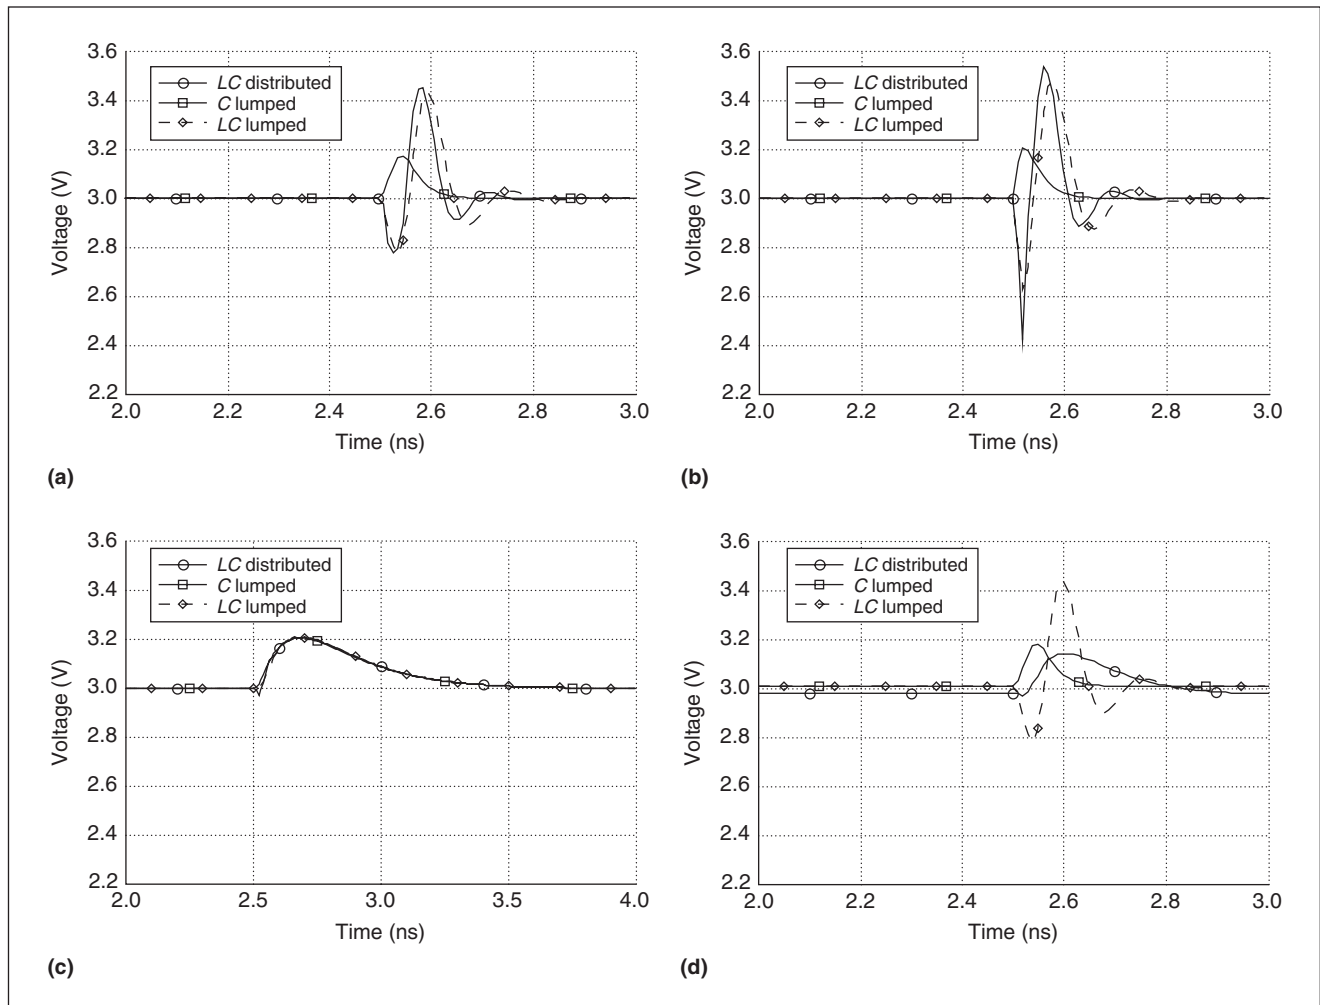 3.6
3.4
3.2
3.0
2.8
2.6
2.4
2.2
Voltage (V)
LC distributed
C lumped
LC lumped
2.0 2.2 2.4 2.6 2.8 3.0
Time (ns)
(a)
3.6
3.4
3.2
3.0
2.8
2.6
2.4
2.2
Voltage (V)
LC distributed
C lumped
LC lumped
2.0 2.2 2.4 2.6 2.8 3.0
Time (ns)
(b)
3.6
3.4
3.2
3.0
2.8
2.6
2.4
2.2
Voltage (V)
LC distributed
C lumped
LC lumped
2.0 2.5 3.0 3.5 4.0
Time (ns)
(c)
3.6
3.4
3.2
3.0
2.8
2.6
2.4
2.2
Voltage (V)
LC distributed
C lumped
LC lumped
2.0 2.2 2.4 2.6 2.8 3.0
Time (ns)
(d)